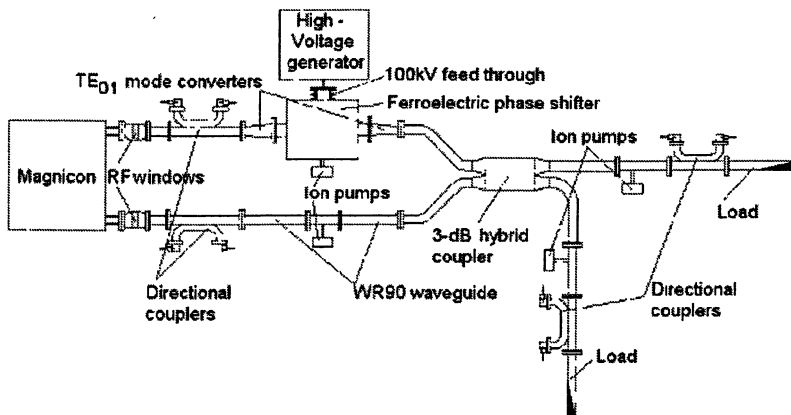 High -
Voltage
generator
TE01 mode converters
100kV feed through
Ferroelectric phase shifter
Magnicon
RF windows
Ion pumps
Ion pumps
Load
3-dB hybrid
coupler
Directional
couplers
WR90 waveguide
Directional
couplers
Load